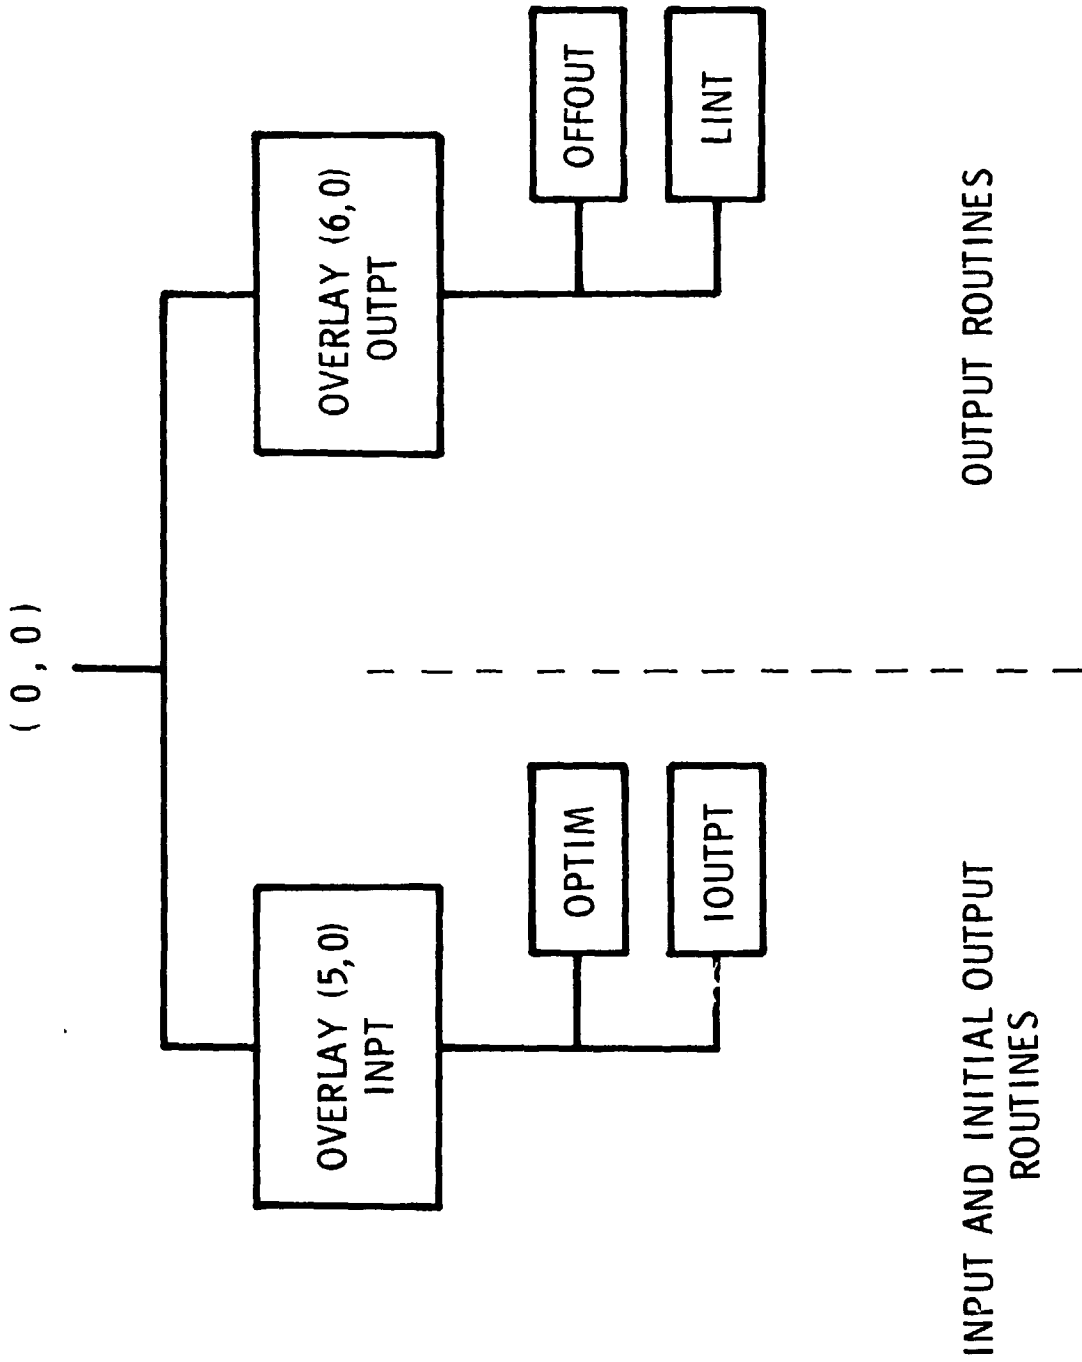 (0,0)
OVERLAY (5,0)
INPT
OPTIM
IOUTPT
INPUT AND INITIAL OUTPUT
ROUTINES
OVERLAY (6,0)
OUTPT
OFFOUT
LINT
OUTPUT ROUTINES